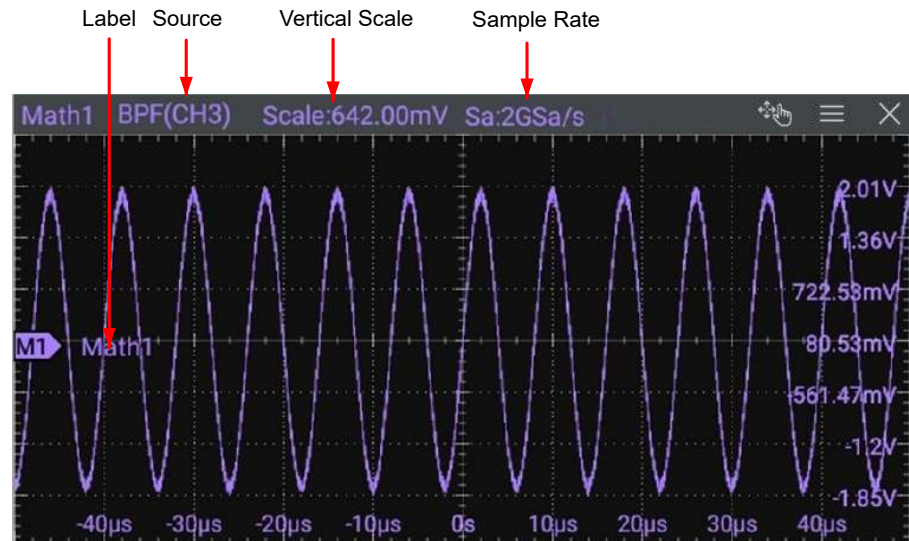 Label Source Vertical Scale Sample Rate
Math1 BPF(CH3) Scale:642.00mV Sa:2GSa/s
2.01V
1.36V
722.53mV
M1 Math1 80.53mV
-561.47mV
-1.2V
-1.85V
-40μs -30μs -20μs -10μs 0s 10μs 20μs 30μs 40μs